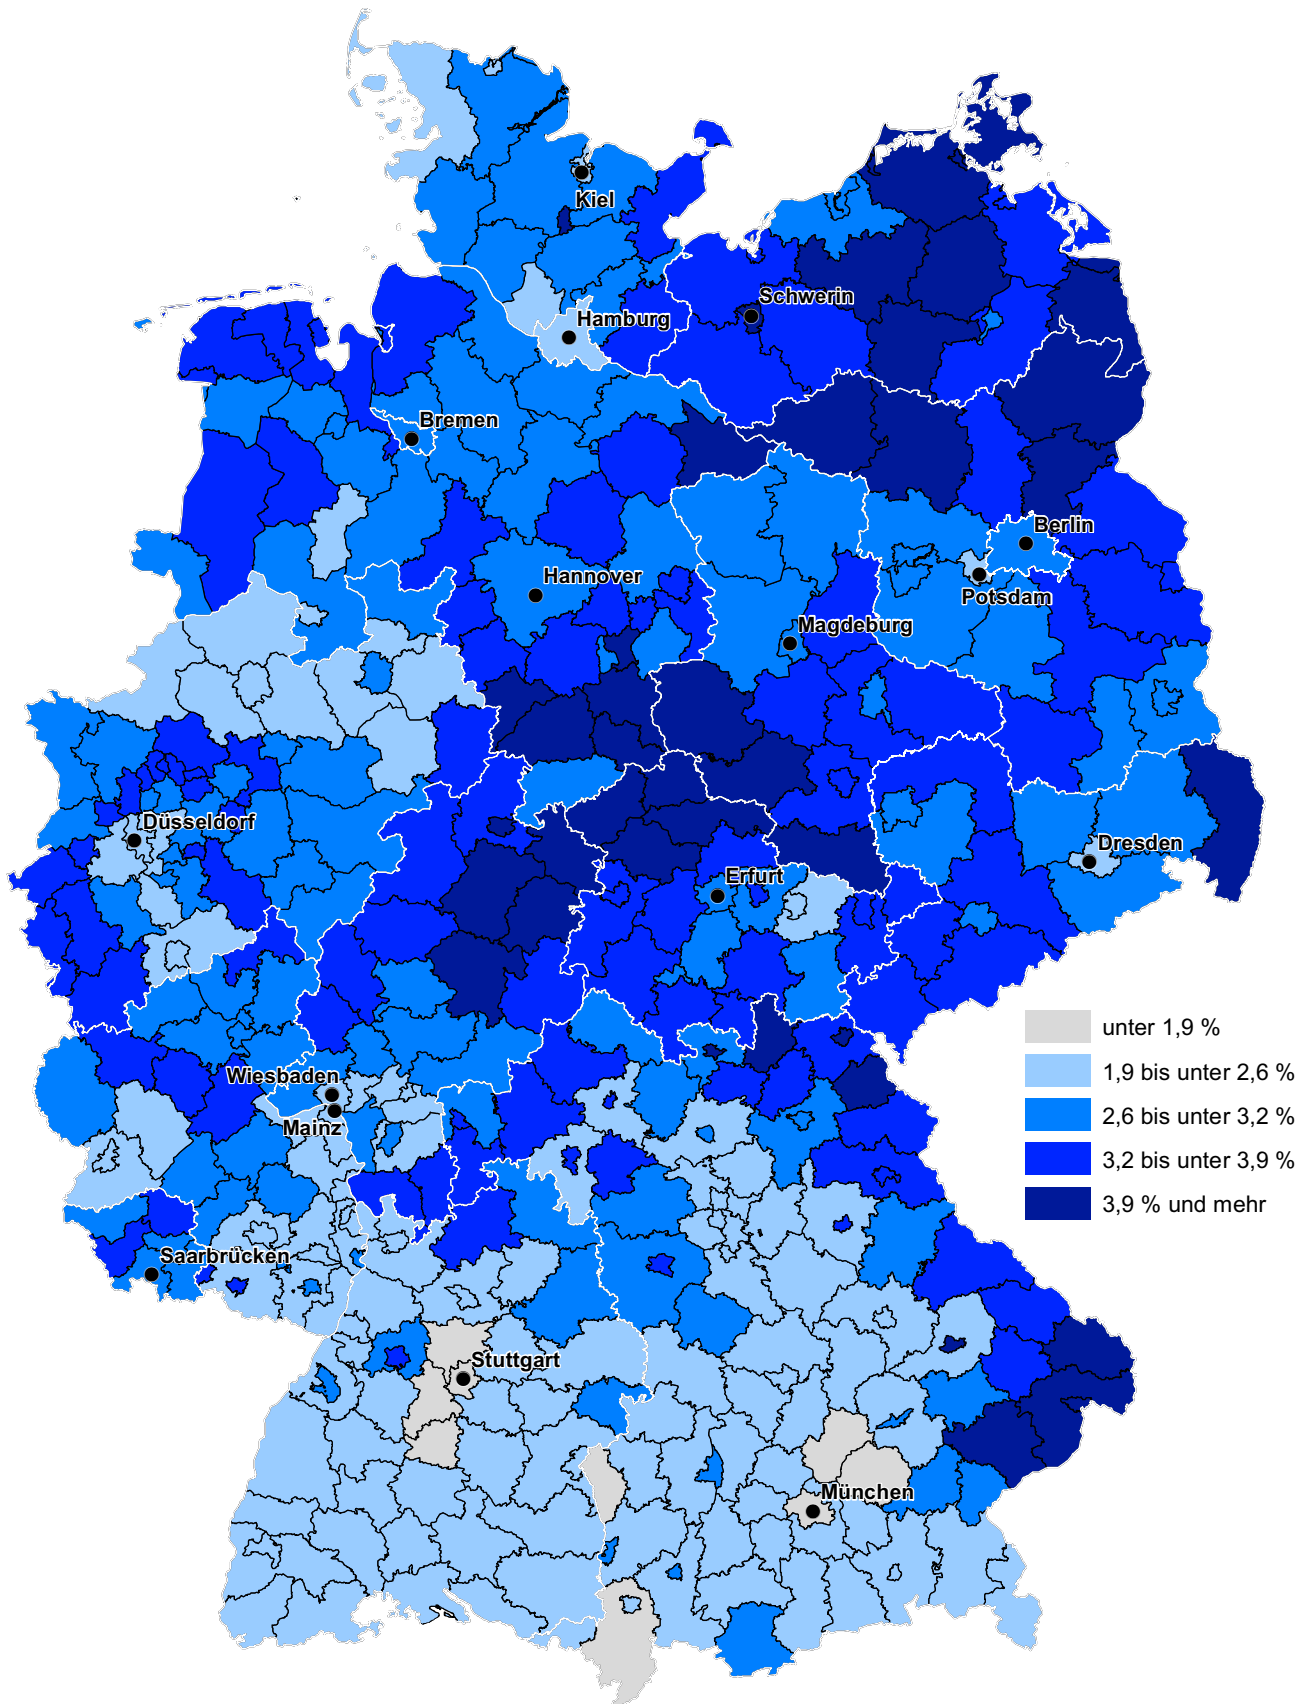 Kiel
Schwerin
Hamburg
Bremen
Berlin
Hannover
Potsdam
Magdeburg
Düsseldorf
Dresden
Erfurt
unter 1,9 %
1,9 bis unter 2,6 %
2,6 bis unter 3,2 %
3,2 bis unter 3,9 %
3,9 % und mehr
Wiesbaden
Mainz
Saarbrücken
Stuttgart
München